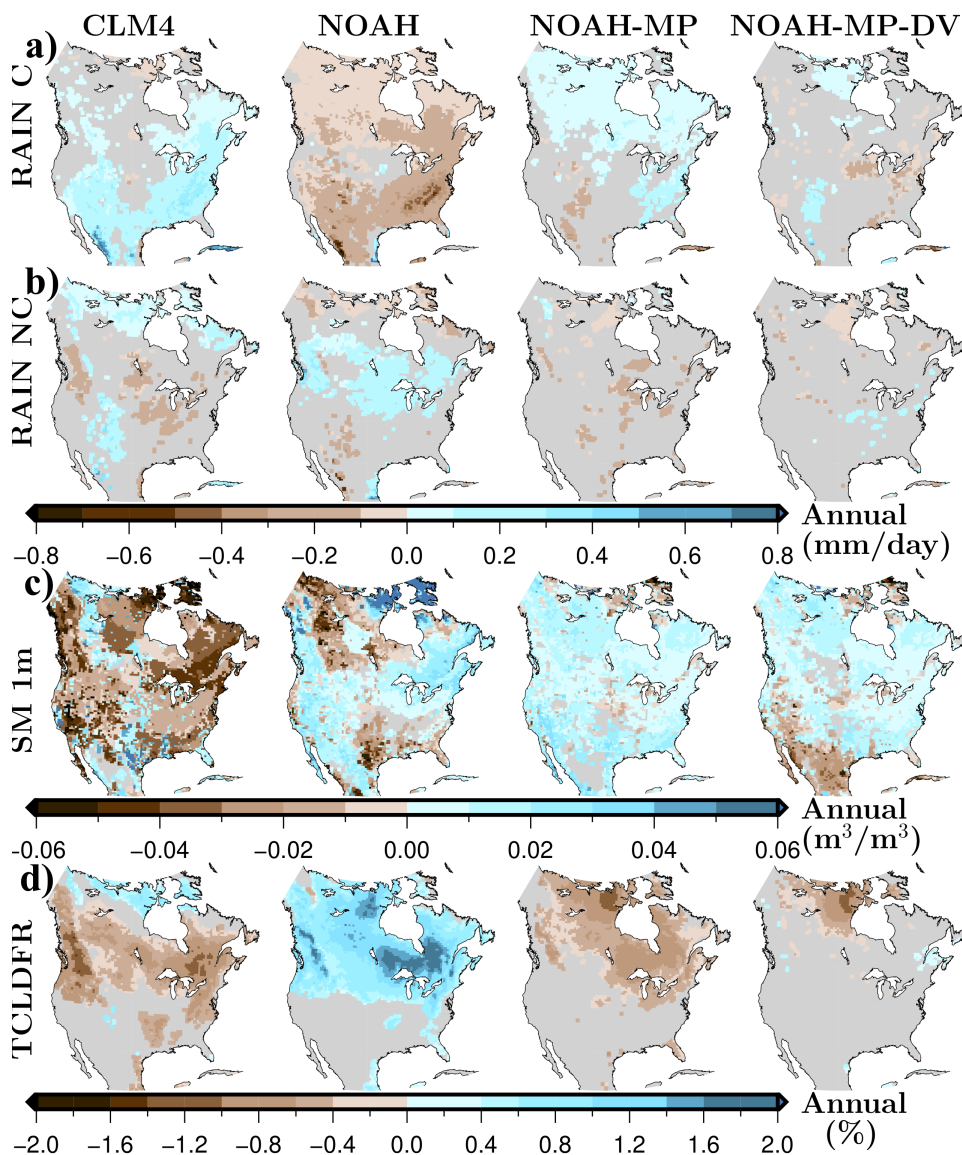 CLM4 NOAH NOAH-MP NOAH-MP-DV
a)
RAIN C
b)
RAIN NC
Annual
(mm/day)
−0.8 −0.6 −0.4 −0.2 0.0 0.2 0.4 0.6 0.8
c)
SM 1m
Annual
(m³/m³)
−0.06 −0.04 −0.02 0.00 0.02 0.04 0.06
d)
TCLDFR
Annual
(%)
−2.0 −1.6 −1.2 −0.8 −0.4 0.0 0.4 0.8 1.2 1.6 2.0